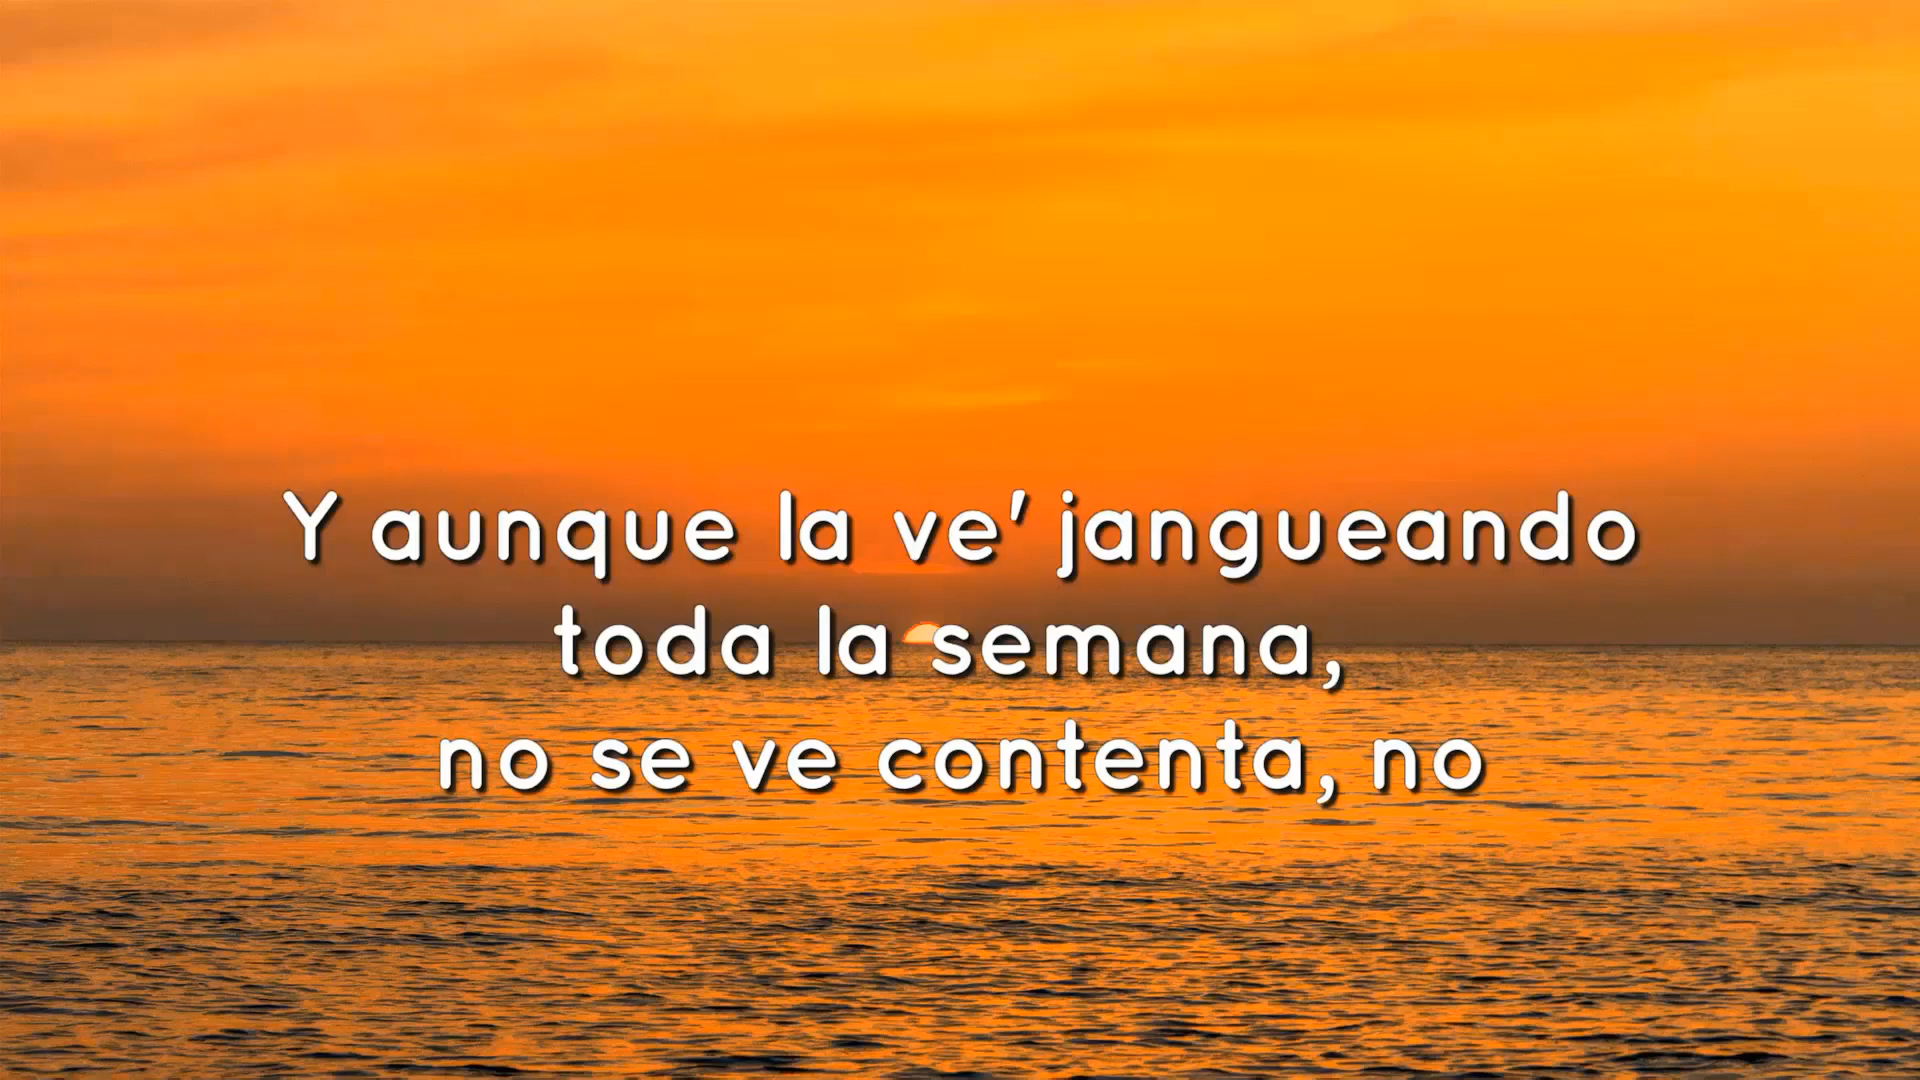 Y aunque la ve' jangueando
toda la semana,
no se ve contenta, no